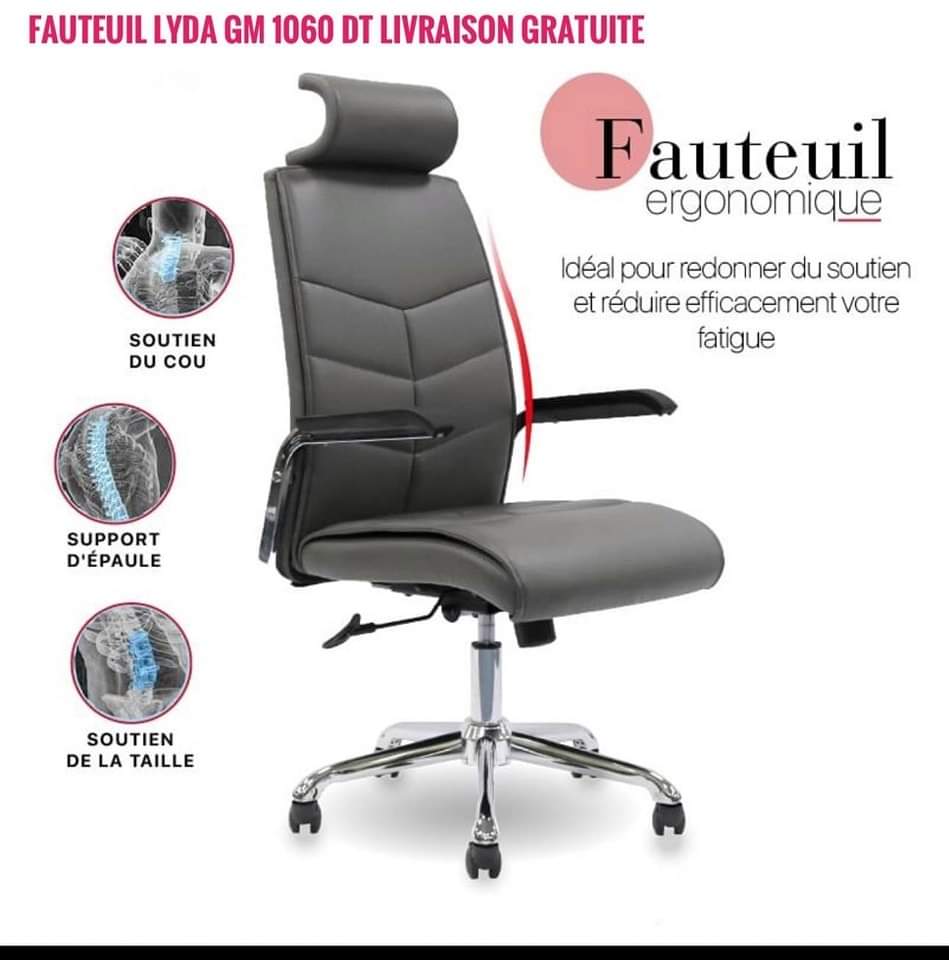 FAUTEUIL LYDA GM 1060 DT LIVRAISON GRATUITE
Fauteuil
ergonomique
Idéal pour redonner du soutien
et réduire efficacement votre
fatigue
SOUTIEN
DU COU
SUPPORT
D'ÉPAULE
SOUTIEN
DE LA TAILLE